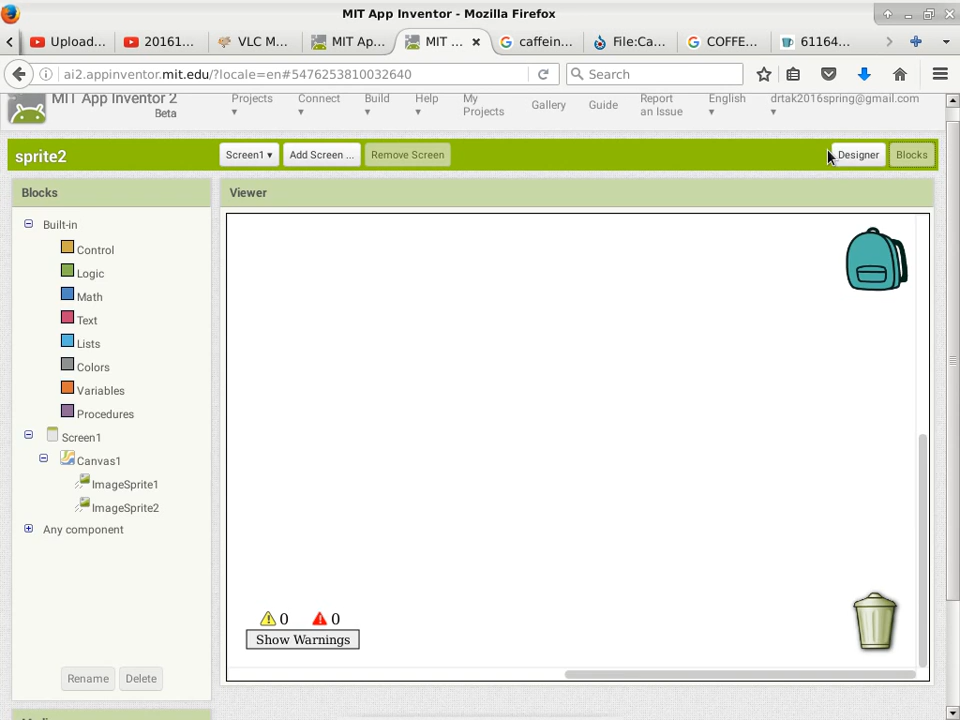 MIT App Inventor 2 - Mozilla Firefox
Upload...
20161...
VLC M...
MIT Ap...
MIT ...
caffein...
File:Ca...
COFFE...
61164...
ai2.appinventor.mit.edu/?locale=en#5476253810032640
Search
MIT App Inventor 2
Beta
Projects
Connect
Build
Help
My
Projects
Gallery
Guide
Report
an Issue
English
drtak2016spring@gmail.com
sprite2
Screen1
Add Screen ...
Remove Screen
Designer
Blocks
Blocks
Viewer
Built-in
Control
Logic
Math
Text
Lists
Colors
Variables
Procedures
Screen1
Canvas1
ImageSprite1
ImageSprite2
Any component
0
0
Show Warnings
Rename
Delete